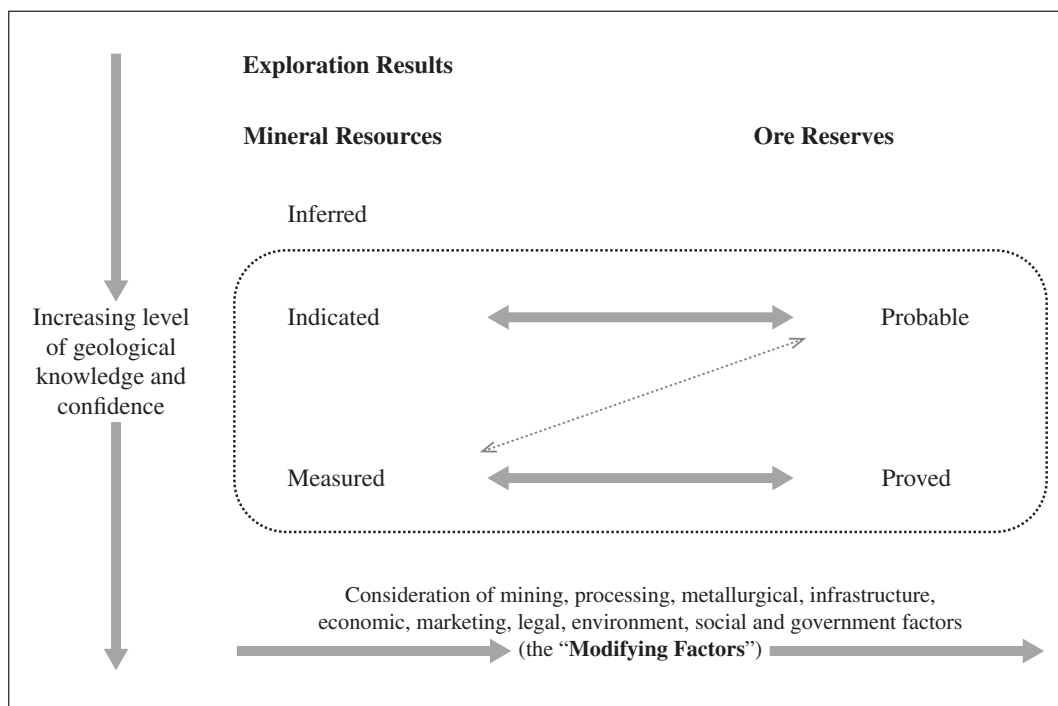 Exploration Results
Mineral Resources
Ore Reserves
Inferred
Increasing level
of geological
knowledge and
confidence
Indicated
Probable
Measured
Proved
Consideration of mining, processing, metallurgical, infrastructure,
economic, marketing, legal, environment, social and government factors
(the “Modifying Factors”)